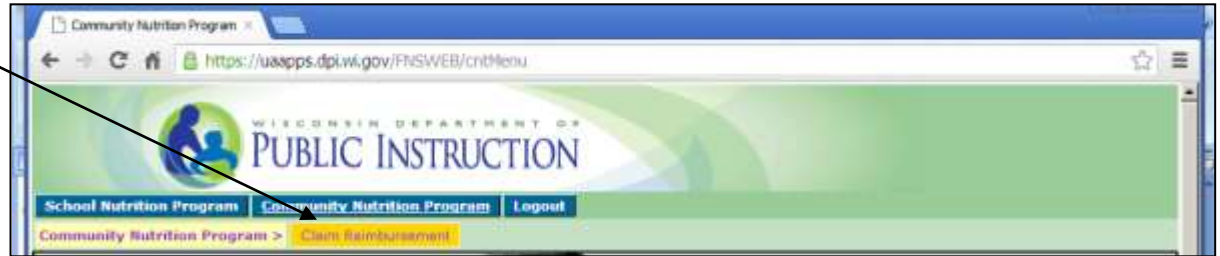 Community Nutrition Program
https://uaapps.dpi.wi.gov/FNSWEB/cntMenu
WISCONSIN DEPARTMENT OF
PUBLIC INSTRUCTION
School Nutrition Program Community Nutrition Program Logout
Community Nutrition Program > Claim Reimbursement